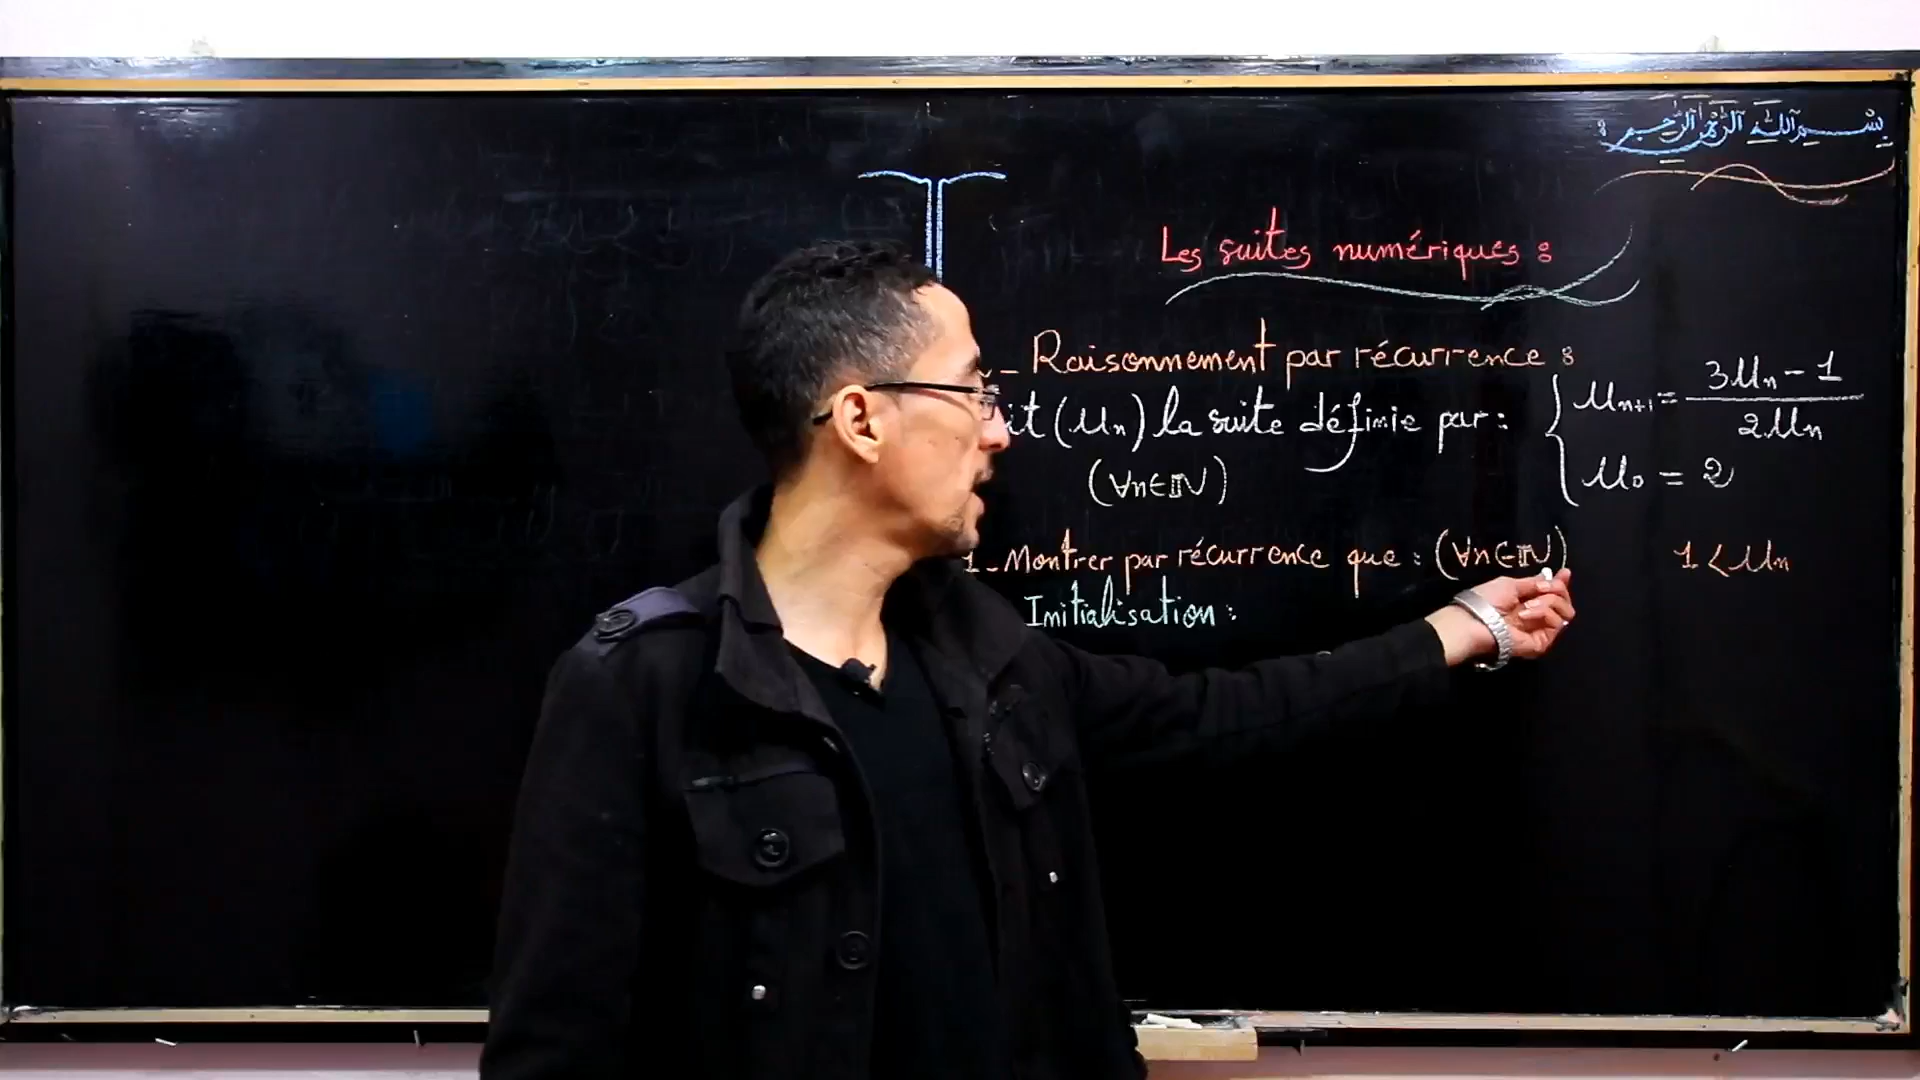 بسم الله الرحمن الرحيم :
Les suites numériques :
- Raisonnement par récurrence :
it (Un) la suite définie par : { Un+1 = (3Un - 1) / 2Un
(∀n∈ℕ) U0 = 2
1 - Montrer par récurrence que : (∀n∈ℕ) 1 < Un
Initialisation :